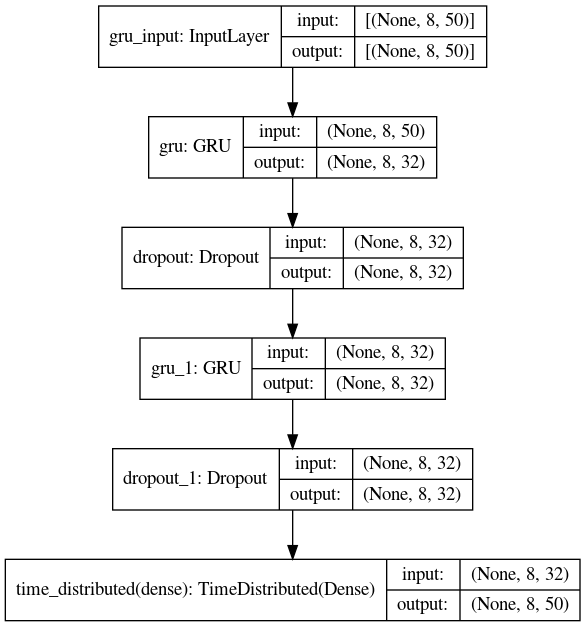 gru_input: InputLayer
input:
[(None, 8, 50)]
output:
[(None, 8, 50)]
gru: GRU
input:
(None, 8, 50)
output:
(None, 8, 32)
dropout: Dropout
input:
(None, 8, 32)
output:
(None, 8, 32)
gru_1: GRU
input:
(None, 8, 32)
output:
(None, 8, 32)
dropout_1: Dropout
input:
(None, 8, 32)
output:
(None, 8, 32)
time_distributed(dense): TimeDistributed(Dense)
input:
(None, 8, 32)
output:
(None, 8, 50)